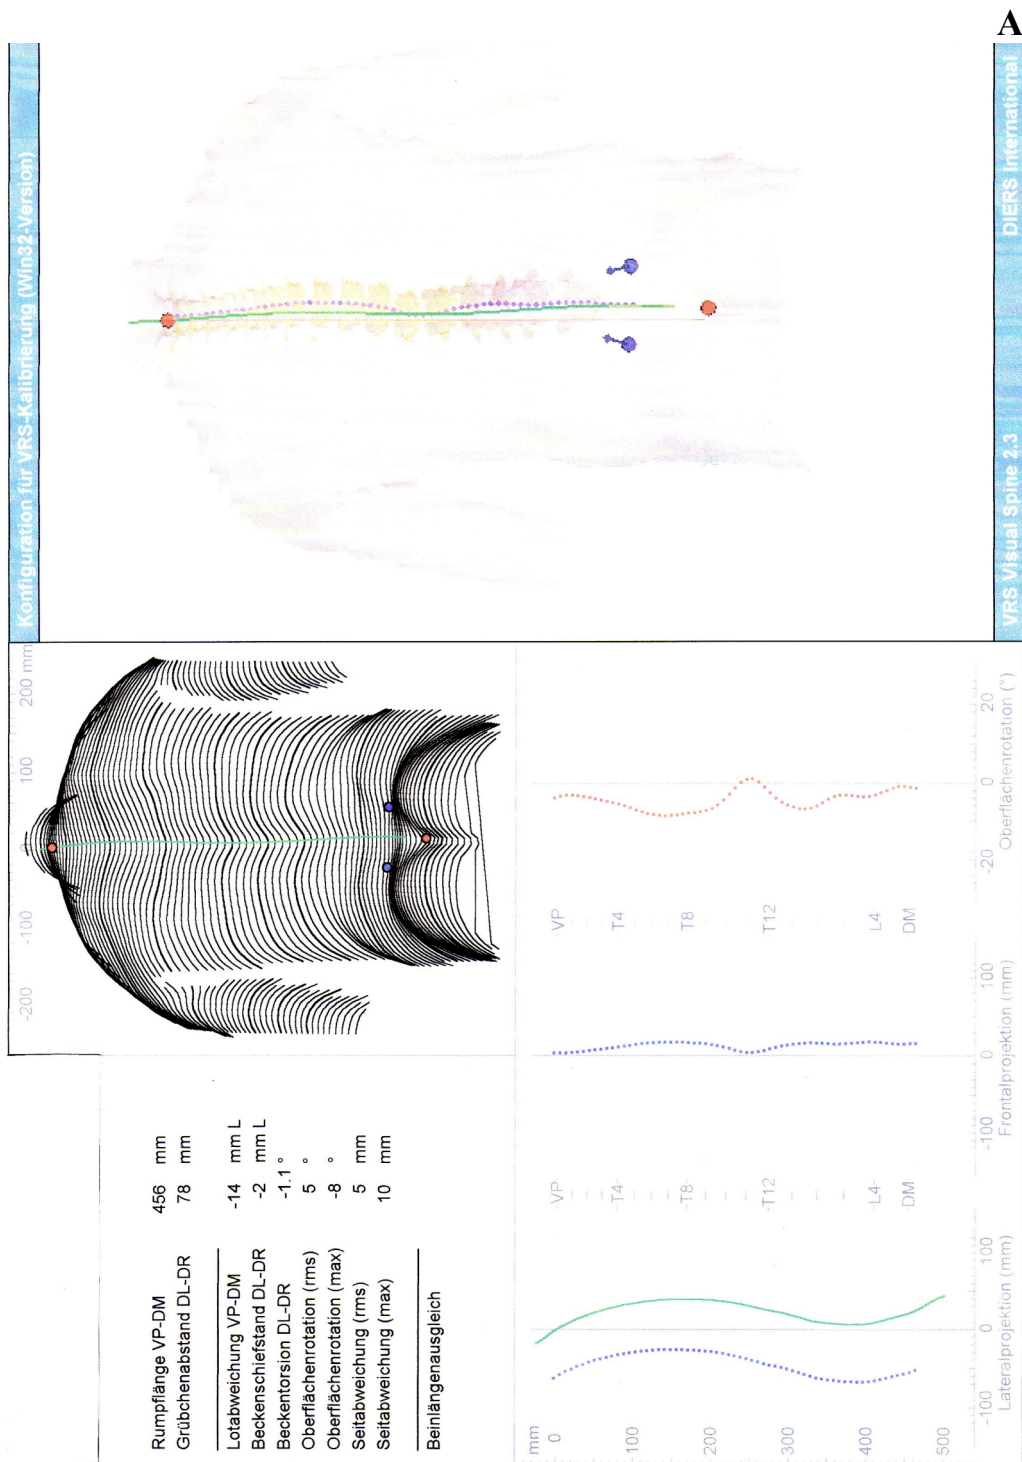 A
Konfiguration für VRS-Kalibrierung (Win32-Version)
Rumpflänge VP-DM 456 mm
Grübchenabstand DL-DR 78 mm
Lotabweichung VP-DM -14 mm L
Beckenschiefstand DL-DR -2 mm L
Beckentorsion DL-DR -1.1 °
Oberflächenrotation (rms) 5 °
Oberflächenrotation (max) -8 °
Seitabweichung (rms) 5 mm
Seitabweichung (max) 10 mm
Beinlängenausgleich
-200 -100 0 100 200 mm
mm
0
100
200
300
400
500
-100 0 100
Lateralprojektion (mm)
VP
T4
T8
T12
L4
DM
-100 0 100
Frontalprojektion (mm)
VP
T4
T8
T12
L4
DM
-20 0 20
Oberflächenrotation (°)
VRS Visual Spine 2.3 DIERS International